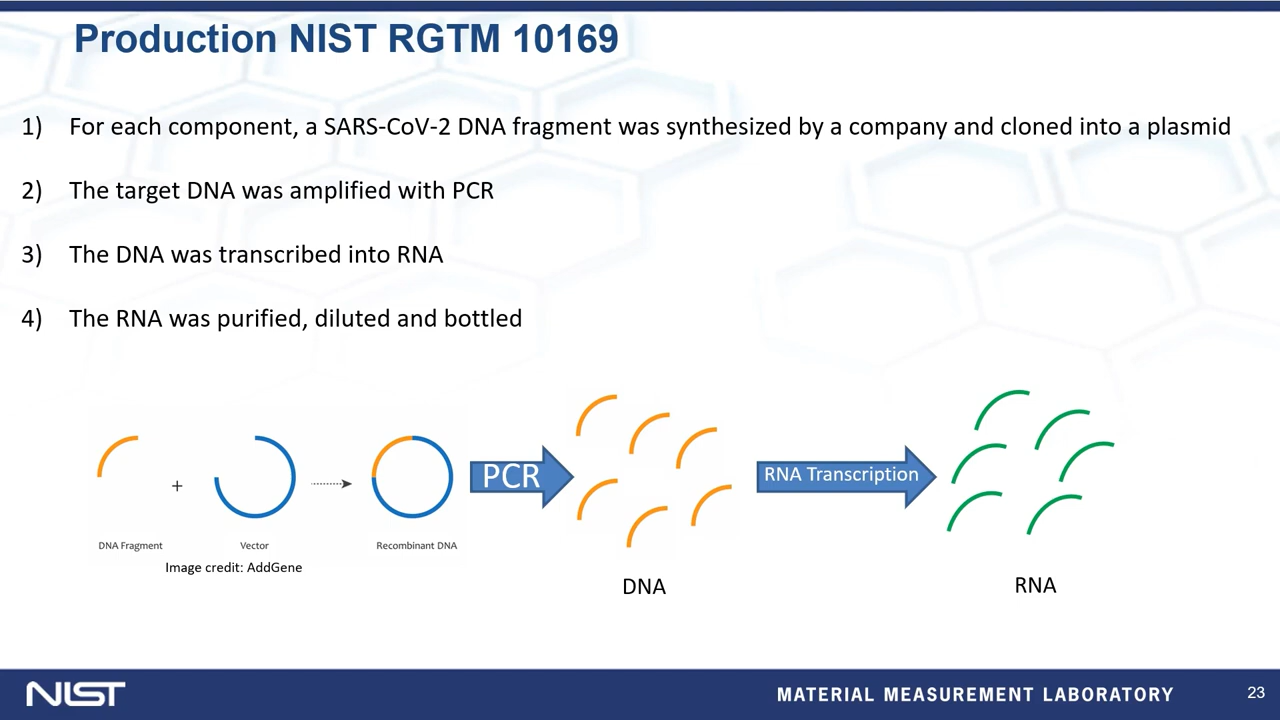 Production NIST RGTM 10169
1) For each component, a SARS-CoV-2 DNA fragment was synthesized by a company and cloned into a plasmid
2) The target DNA was amplified with PCR
3) The DNA was transcribed into RNA
4) The RNA was purified, diluted and bottled
+
PCR
RNA Transcription
DNA Fragment
Vector
Recombinant DNA
Image credit: AddGene
DNA
RNA
NIST
MATERIAL MEASUREMENT LABORATORY
23